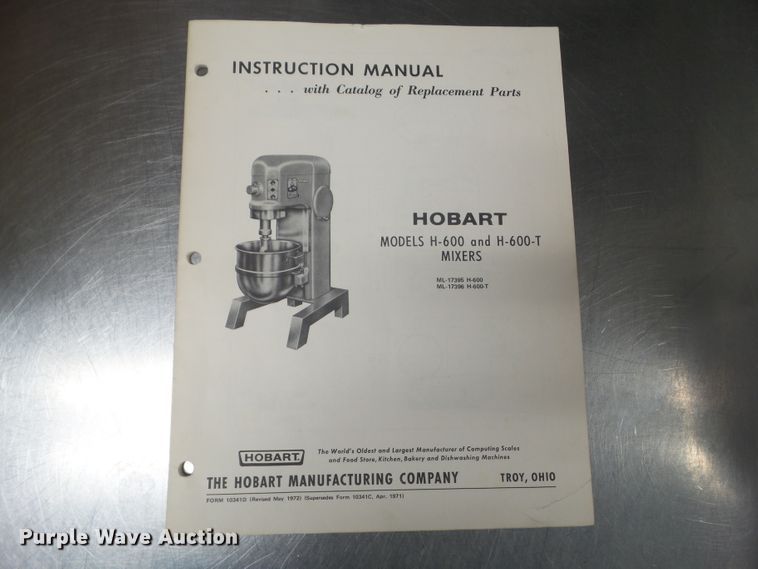 INSTRUCTION MANUAL
. . . with Catalog of Replacement Parts
HOBART
MODELS H-600 and H-600-T
MIXERS
ML-17395 H-600
ML-17396 H-600-T
HOBART
The World's Oldest and Largest Manufacturer of Computing Scales
and Food Store, Kitchen, Bakery and Dishwashing Machines
THE HOBART MANUFACTURING COMPANY TROY, OHIO
FORM 10341D (Revised May 1972) (Supersedes Form 10341C, Apr. 1971)
Purple Wave Auction